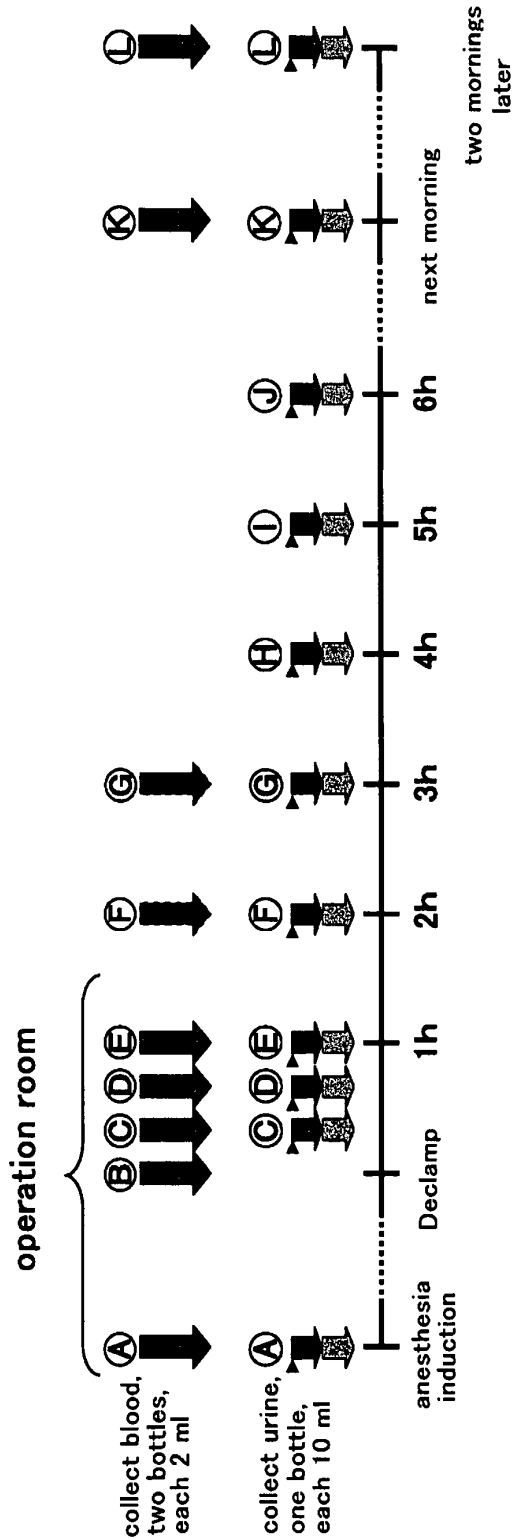 operation room
collect blood,
two bottles,
each 2 ml
A B C D E F G K L
collect urine,
one bottle,
each 10 ml
A C D E F G H I J K L
anesthesia
induction
Declamp
1h 2h 3h 4h 5h 6h
next morning
two mornings
later